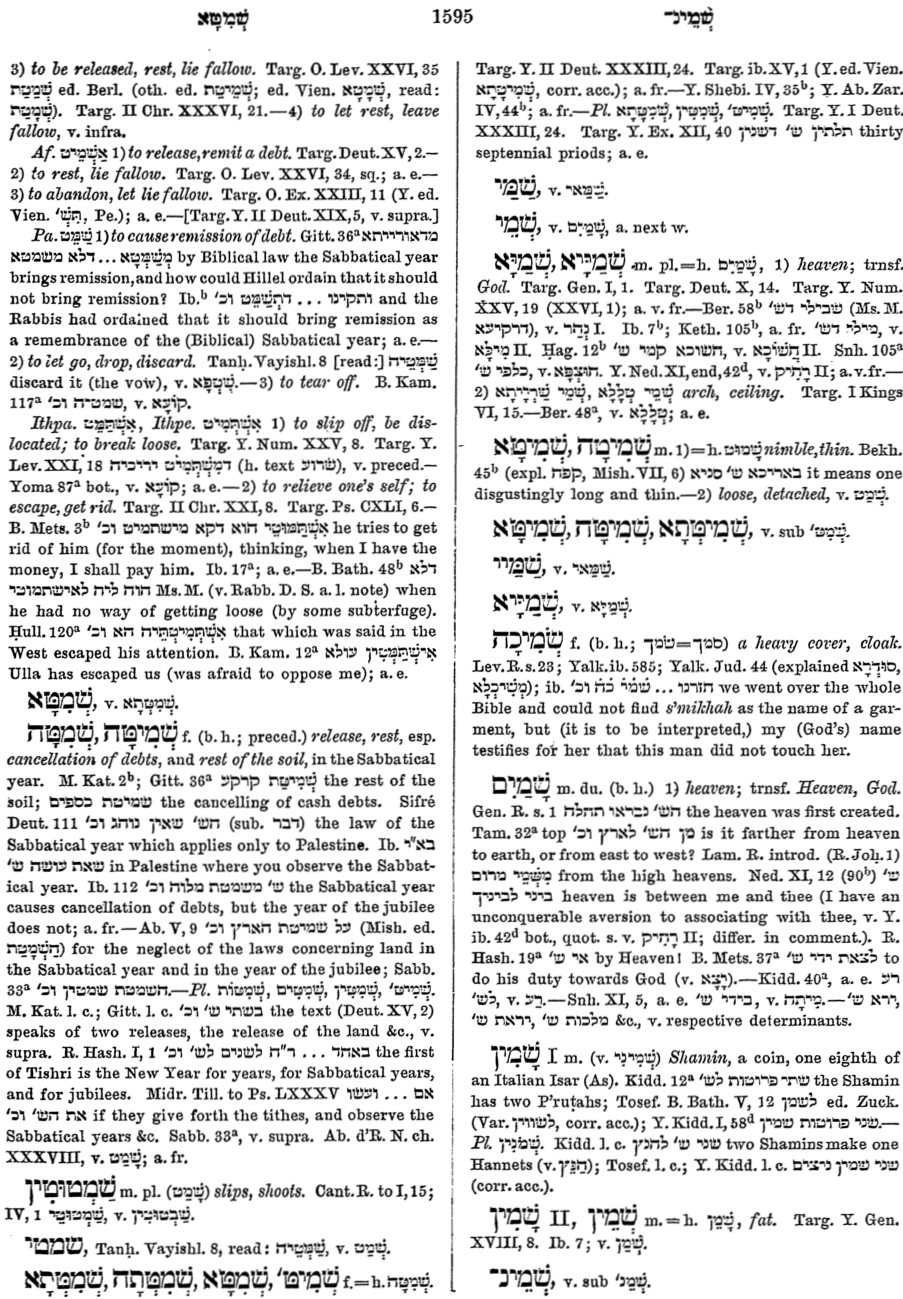 שְׁמִטָּא
1595
שְׁמֵינ־
3) to be released, rest, lie fallow. Targ. O. Lev. XXVI, 35
שְׁמֵטַת ed. Berl. (oth. ed. שְׁמֵיטַת; ed. Vien. שְׁמָטָא, read:
Targ. II Chr. XXXVI, 21.—4) to let rest, leave
fallow, v. infra.
Af. אַשְׁמֵיט 1) to release, remit a debt. Targ. Deut. XV, 2.—
2) to rest, lie fallow. Targ. O. Lev. XXVI, 34, sq.; a. e.—
3) to abandon, let lie fallow. Targ. O. Ex. XXIII, 11 (Y. ed.
Vien. תִּשְׁ׳, Pe.); a. e.—[Targ. Y. II Deut. XIX, 5, v. supra.]
Pa. שַׁמֵּט 1) to cause remission of debt. Gitt. 36ᵃ מדאורייתא
מְשַׁמְּטָא ... דלא משמטא by Biblical law the Sabbatical year
brings remission, and how could Hillel ordain that it should
not bring remission? Ib.ᵇ ותקינו ... דתְשַׁמֵּט וכ׳ and the
Rabbis had ordained that it should bring remission as
a remembrance of the (Biblical) Sabbatical year; a. e.—
2) to let go, drop, discard. Tanḥ. Vayishl. 8 [read:] שַׁמְּטֵיהּ
discard it (the vow), v. שְׁטָפָא.—3) to tear off. B. Kam.
117ᵃ שמטיה וכ׳, v. קוֹעָא.
Ithpa. אִשְׁתַּמַּט, Ithpe. אִשְׁתְּמִיט 1) to slip off, be dis-
located; to break loose. Targ. Y. Num. XXV, 8. Targ. Y.
Lev. XXI, 18 דמִשְׁתְּמִיט ירכיה (h. text שרוע), v. preced.—
Yoma 87ᵃ bot., v. קוֹעָא; a. e.—2) to relieve one's self; to
escape, get rid. Targ. II Chr. XXI, 8. Targ. Ps. CXLI, 6.—
B. Mets. 3ᵇ אִשְׁתַּמּוּטֵי הוא דקא מישתמיט וכ׳ he tries to get
rid of him (for the moment), thinking, when I have the
money, I shall pay him. Ib. 17ᵃ; a. e.—B. Bath. 48ᵇ דלא
הוה ליה לאישתמוטי Ms. M. (v. Rabb. D. S. a. l. note) when
he had no way of getting loose (by some subterfuge).
Ḥull. 120ᵃ אִשְׁתְּמִיטְתֵּיהּ הא וכ׳ that which was said in the
West escaped his attention. B. Kam. 12ᵃ אִישְׁתַּמְּטִין עולא
Ulla has escaped us (was afraid to oppose me); a. e.
שְׁמִטָּא, v. שְׁמִטְּתָא.
שְׁמִיטָּה, שְׁמִטָּה f. (b. h.; preced.) release, rest, esp.
cancellation of debts, and rest of the soil, in the Sabbatical
year. M. Kat. 2ᵇ; Gitt. 36ᵃ שְׁמִיטַּת קרקע the rest of the
soil; שמיטת כספים the cancelling of cash debts. Sifré
Deut. 111 חש׳ שאין נוהג וכ׳ (sub. דבר) the law of the
Sabbatical year which applies only to Palestine. Ib. בא״י
שאת עושה ש׳ in Palestine where you observe the Sabbat-
ical year. Ib. 112 ש׳ משמטת מלוה וכ׳ the Sabbatical year
causes cancellation of debts, but the year of the jubilee
does not; a. fr.—Ab. V, 9 על שמיטת הארץ וכ׳ (Mish. ed.
הַשְׁמָטַת) for the neglect of the laws concerning land in
the Sabbatical year and in the year of the jubilee; Sabb.
33ᵃ השמטת שמטין וכ׳.—Pl. שְׁמִיט׳, שְׁמִטִּין, שְׁמִטִּים, שְׁמִטּוֹת.
M. Kat. l. c.; Gitt. l. c. בשתי ש׳ וכ׳ the text (Deut. XV, 2)
speaks of two releases, the release of the land &c., v.
supra. R. Hash. I, 1 באחד ... ר״ח לשנים לש׳ וכ׳ the first
of Tishri is the New Year for years, for Sabbatical years,
and for jubilees. Midr. Till. to Ps. LXXXV אם ... ועשו
את הש׳ וכ׳ if they give forth the tithes, and observe the
Sabbatical years &c. Sabb. 33ᵃ, v. supra. Ab. d'R. N. ch.
XXXVIII, v. שָׁמַט; a. fr.
שַׁמְטוּטִין m. pl. (שָׁמַט) slips, shoots. Cant. R. to I, 15;
IV, 1 שַׁמְטוּטֵי, v. שַׁבְטוּטִין.
שמטי, Tanḥ. Vayishl. 8, read: שַׁמְּטֵיהּ, v. שְׁמַט.
שְׁמִיט׳, שְׁמִטָּא, שְׁמִטְּתָה, שְׁמִטְּתָא f.=h. שְׁמִטָּה.
Targ. Y. II Deut. XXXIII, 24. Targ. ib. XV, 1 (Y. ed. Vien.
שְׁמִיטָתָא, corr. acc.); a. fr.—Y. Shebi. IV, 35ᵇ; Y. Ab. Zar.
IV, 44ᵇ; a. fr.—Pl. שְׁמִיט׳, שְׁמִטִּין, שְׁמִטַּיָּא. Targ. Y. I Deut.
XXXIII, 24. Targ. Y. Ex. XII, 40 תלתין ש׳ דשנין thirty
septennial priods; a. e.
שַׁמַּי, v. שַׁמַּאי.
שְׁמֵי, v. שָׁמַיִם, a. next w.
שְׁמַיָּא, שְׁמַיָּיא m. pl.=h. שָׁמַיִם, 1) heaven; trnsf.
God. Targ. Gen. I, 1. Targ. Deut. X, 14. Targ. Y. Num.
XXV, 19 (XXVI, 1); a. v. fr.—Ber. 58ᵇ שבילי דש׳ (Ms. M.
דרקיעא), v. נְהַר I. Ib. 7ᵇ; Keth. 105ᵇ, a. fr. מילי דש׳, v.
מִילָּא II. Ḥag. 12ᵇ חשוכא קמי ש׳, v. חֲשׁוֹכָא II. Snh. 105ᵃ
כלפי ש׳, v. חוּצְפָּא. Y. Ned. XI, end, 42ᵈ, v. רָחִיק II; a. v. fr.—
2) שְׁמֵי טְלָלָא, שְׁמֵי שֵׁרָיְתָא arch, ceiling. Targ. I Kings
VI, 15.—Ber. 48ᵃ, v. טְלָלָא; a. e.
שְׁמִיטָא, שְׁמִיטָה m. 1)=h. שָׁמוּט nimble, thin. Bekh.
45ᵇ (expl. קפח, Mish. VII, 6) באריכא ש׳ סניא it means one
disgustingly long and thin.—2) loose, detached, v. שְׁמַט.
שְׁמִיטָּא, שְׁמִיטָּה, שְׁמִיטְּתָא, v. sub שְׁמִט׳.
שַׁמַּיי, v. שַׁמַּאי.
שְׁמַיָּיא, v. שְׁמַיָּא.
שְׂמִיכָה f. (b. h.; סמך=שׂמך) a heavy cover, cloak.
Lev. R. s. 23; Yalk. ib. 585; Yalk. Jud. 44 (explained סוּדְרָא,
מְשִׁיכְלָא); ib. חזרנו ... שמי כה וכ׳ we went over the whole
Bible and could not find s'mikhah as the name of a gar-
ment, but (it is to be interpreted,) my (God's) name
testifies for her that this man did not touch her.
שָׁמַיִם m. du. (b. h.) 1) heaven; trnsf. Heaven, God.
Gen. R. s. 1 חש׳ נבראו תחלה the heaven was first created.
Tam. 32ᵃ top מן הש׳ לארץ וכ׳ is it farther from heaven
to earth, or from east to west? Lam. R. introd. (R. Joḥ. 1)
מִשְּׁמֵי מרום from the high heavens. Ned. XI, 12 (90ᵇ) ש׳
ביני לבינך heaven is between me and thee (I have an
unconquerable aversion to associating with thee, v. Y.
ib. 42ᵈ bot., quot. s. v. רָחִיק II; differ. in comment.). R.
Hash. 19ᵃ אי ש׳ by Heaven! B. Mets. 37ᵃ לצאת ידי ש׳ to
do his duty towards God (v. יָצָא).—Kidd. 40ᵃ, a. e. רע
לש׳, v. רַע.—Snh. XI, 5, a. e. בידי ש׳, v. מִיתָה.—ירא ש׳,
יראת ש׳, מלכות ש׳ &c., v. respective determinants.
שָׁמִין I m. (v. שְׁמִינִי) Shamin, a coin, one eighth of
an Italian Isar (As). Kidd. 12ᵃ שתי פרוטות לש׳ the Shamin
has two P'ruṭahs; Tosef. B. Bath. V, 12 לשמן ed. Zuck.
(Var. לשווין, corr. acc.); Y. Kidd. I, 58ᵈ שני פרוטות שמין.—
Pl. שְׁמִנִין. Kidd. l. c. שני ש׳ להנץ two Shamins make one
Hannets (v. הַנֵּץ); Tosef. l. c.; Y. Kidd. l. c. שני שמין ניצים
(corr. acc.).
שָׁמִין II, שָׁמֵין m.=h. שָׁמֵן, fat. Targ. Y. Gen.
XVIII, 8. Ib. 7; v. שְׁמַן.
שְׁמֵינ־, v. sub שְׁמֵנ׳.